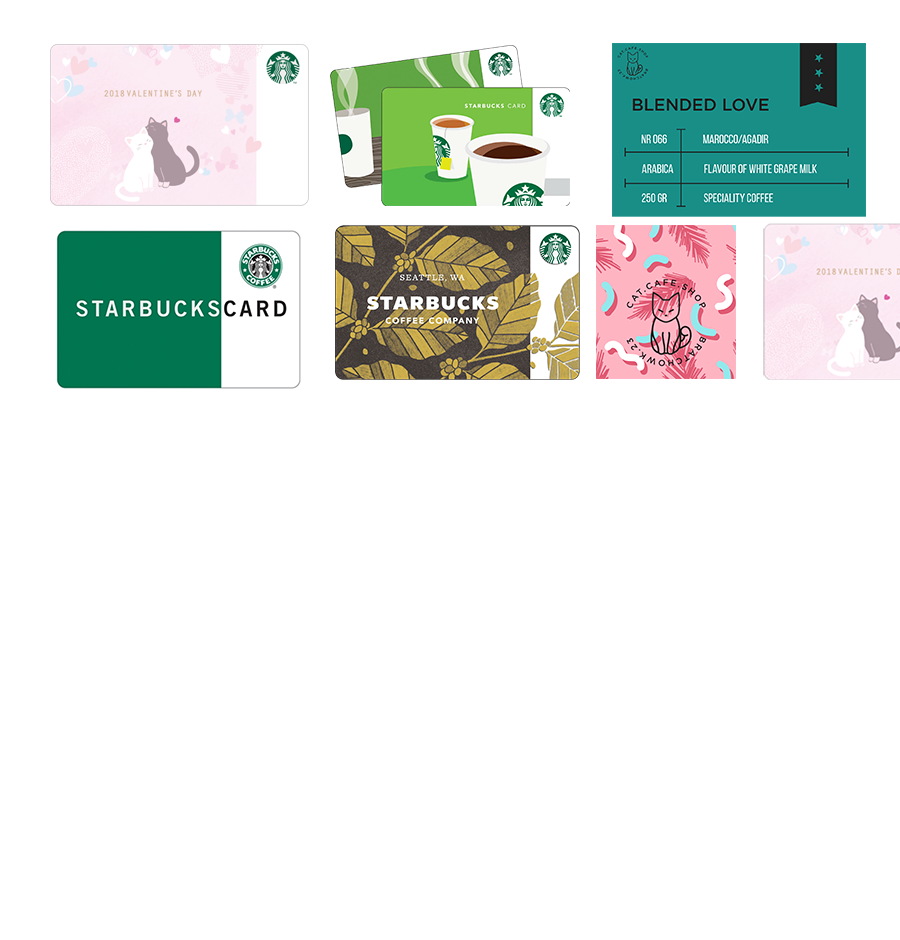 2018 VALENTINE'S DAY
STARBUCKS CARD
CAT.CAFE.SHOP
BLENDED LOVE
NR 066
MAROCCO/AGADIR
ARABICA
FLAVOUR OF WHITE GRAPE MILK
250 GR
SPECIALITY COFFEE
STARBUCKS
COFFEE
STARBUCKSCARD
SEATTLE, WA
STARBUCKS
COFFEE COMPANY
CAT.CAFE.SHOP
BRATCHOWK.23
2018 VALENTINE'S D